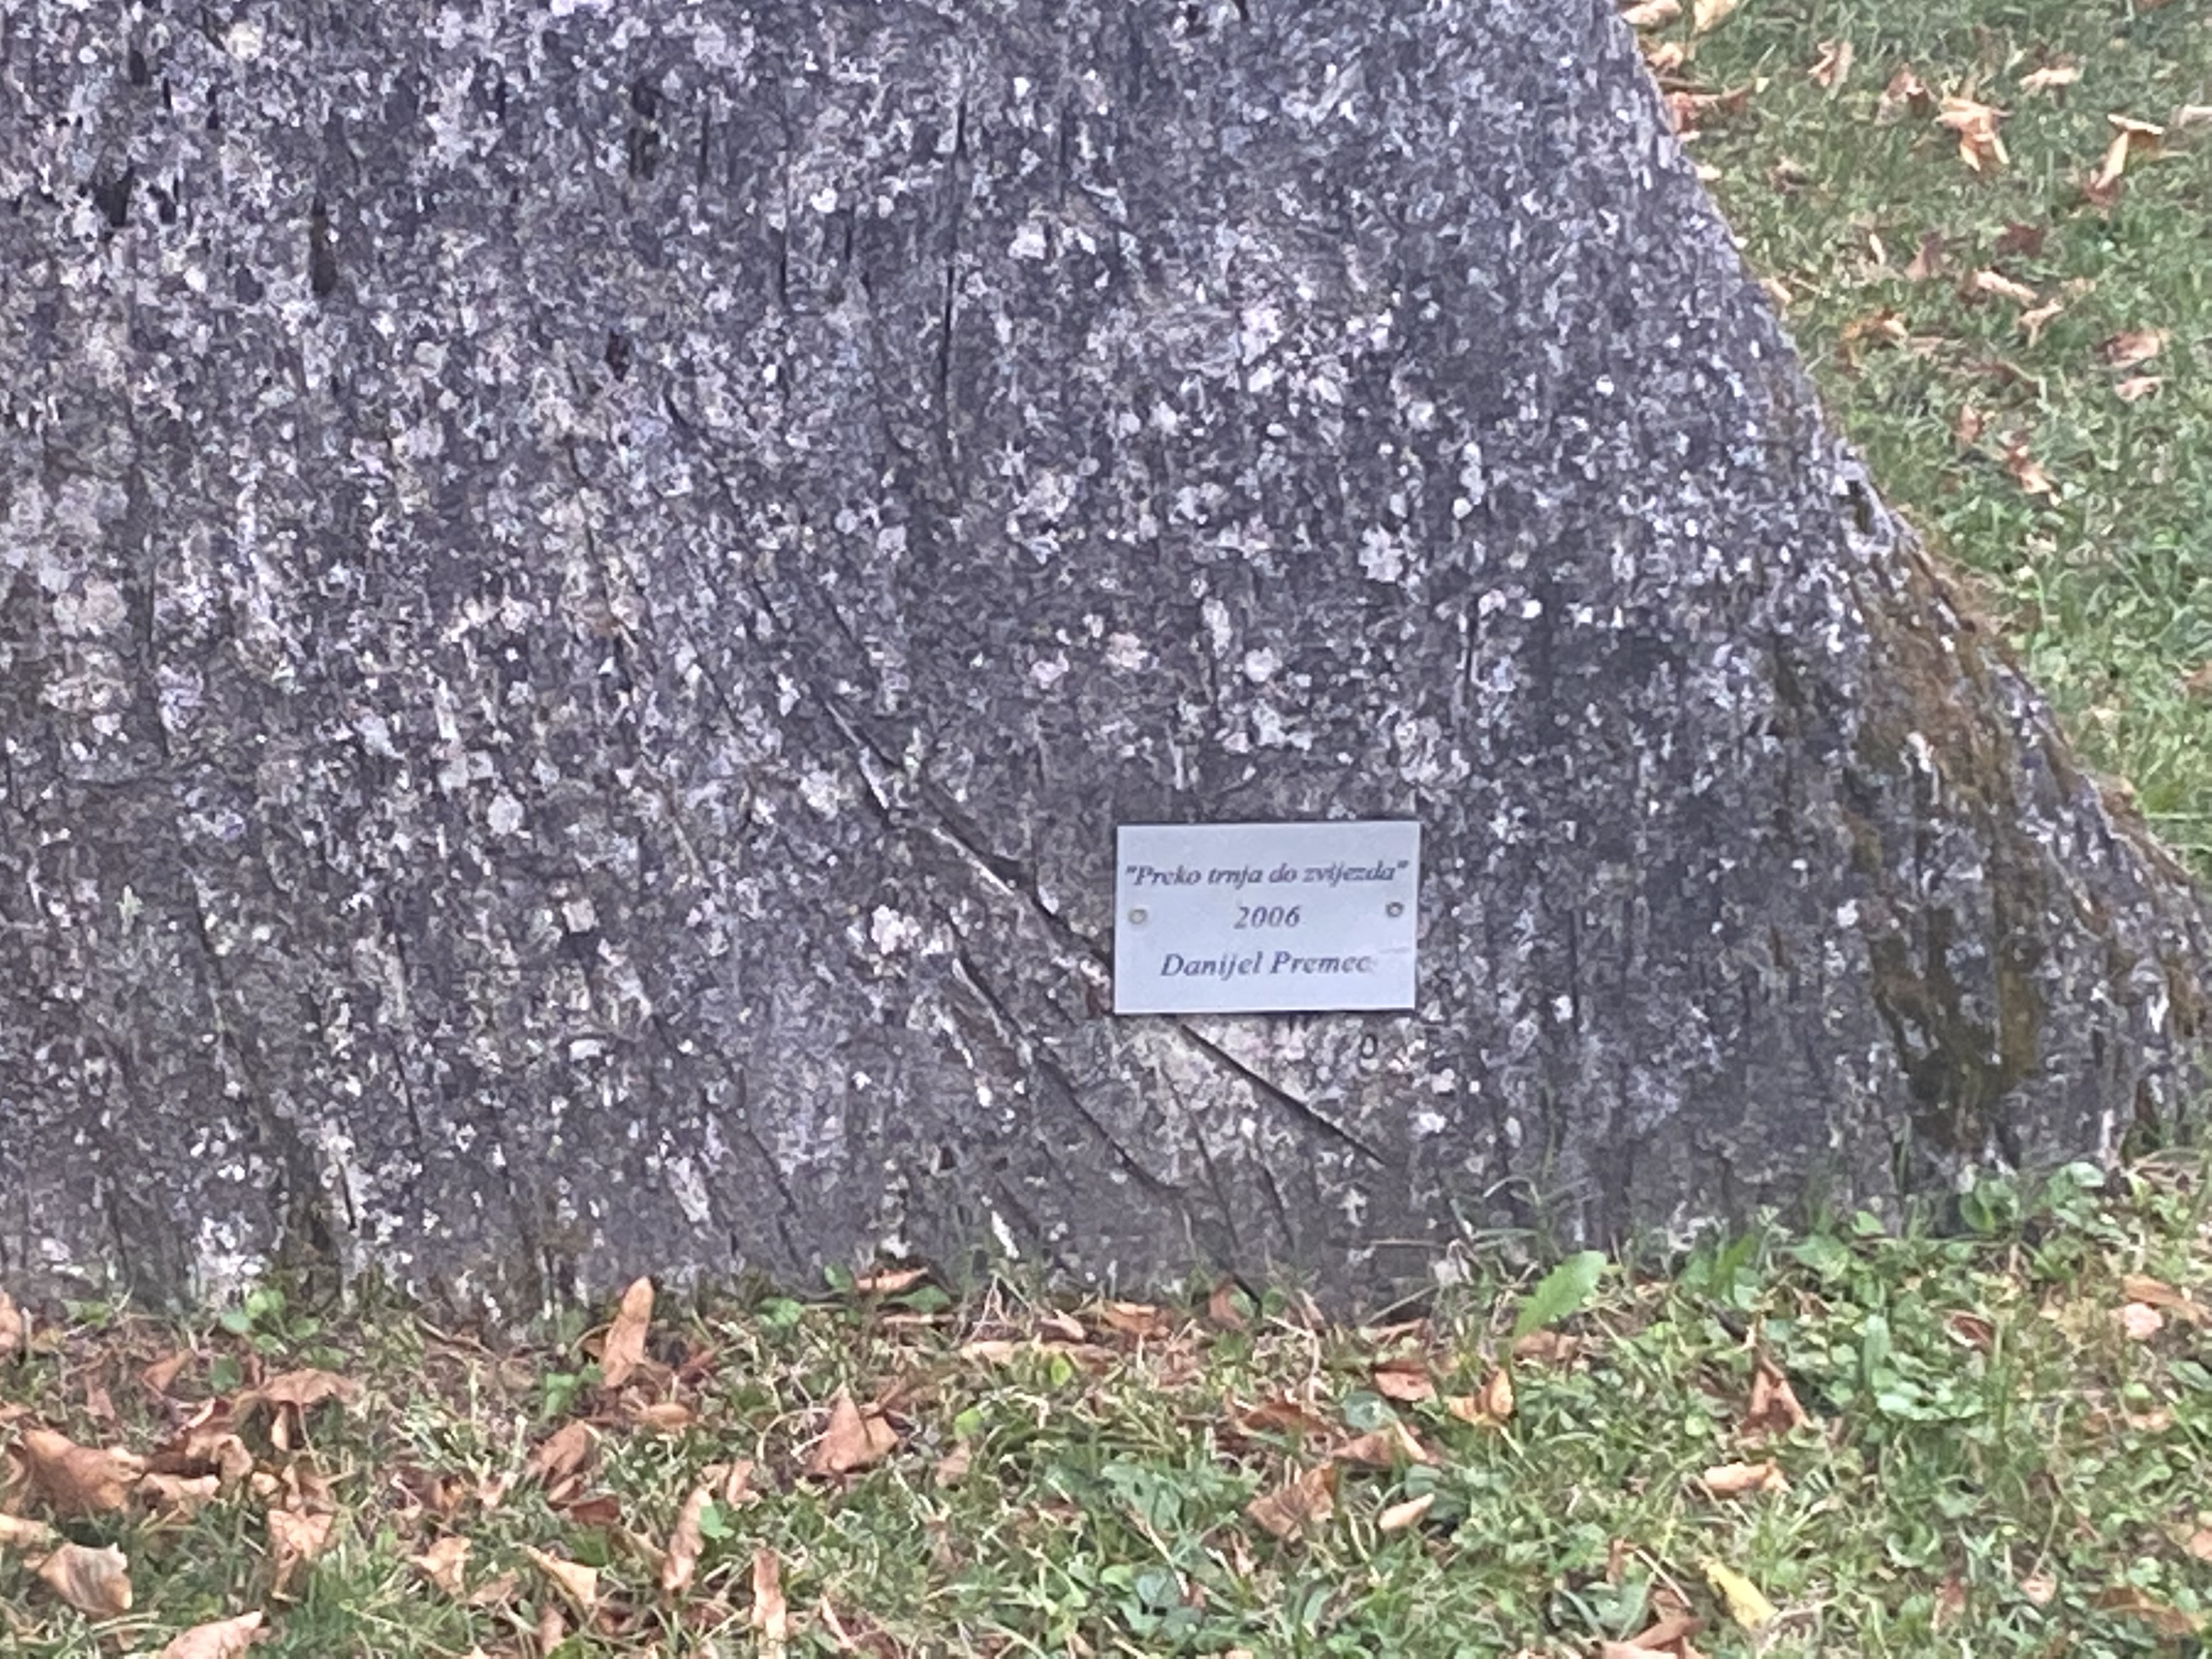 "Preko trnja do zvijezda"
2006
Danijel Premec